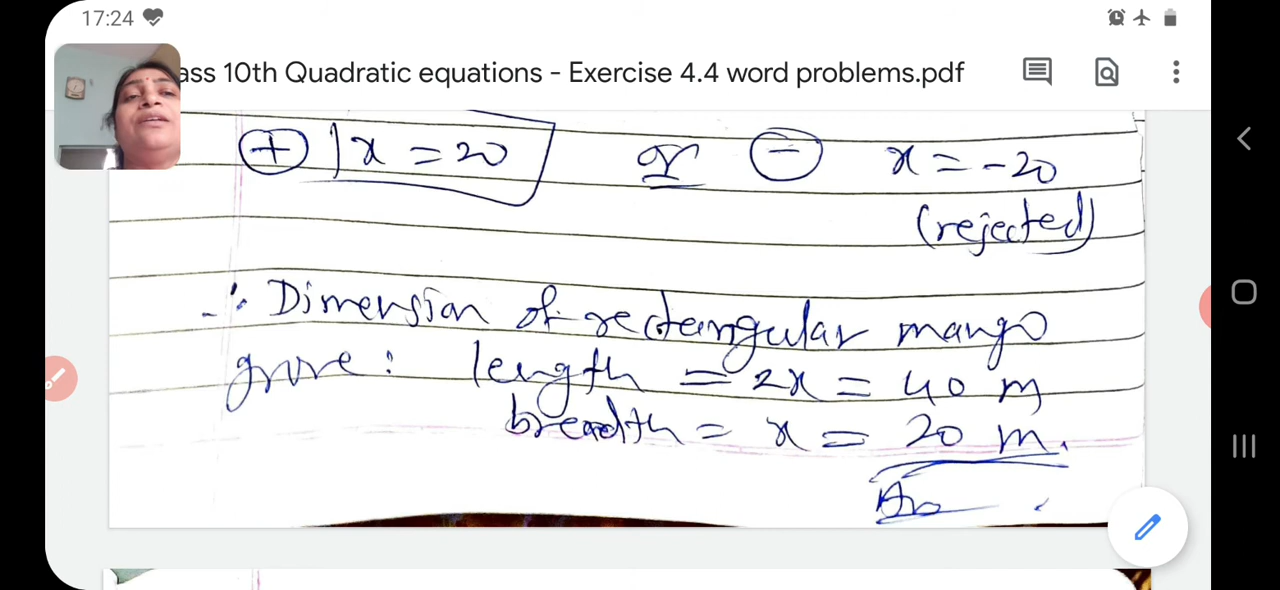 17:24
ass 10th Quadratic equations - Exercise 4.4 word problems.pdf
+ x = 20 or - x = -20
(rejected)
∴ Dimension of rectangular mango
grove : length = 2x = 40 m
breadth = x = 20 m.
Ans